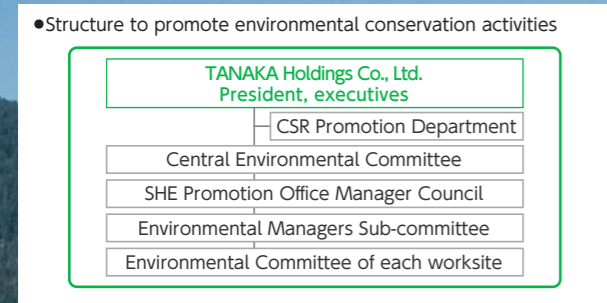 ●Structure to promote environmental conservation activities
TANAKA Holdings Co., Ltd.
President, executives
CSR Promotion Department
Central Environmental Committee
SHE Promotion Office Manager Council
Environmental Managers Sub-committee
Environmental Committee of each worksite